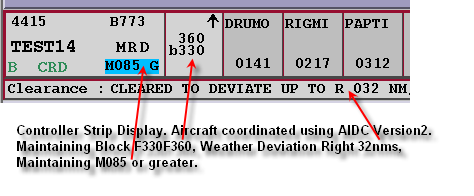 4415 B773 360 DRUMO RIGMI PAPTI
TEST14 MRD b330
B CRD M085 G 0141 0217 0312
Clearance : CLEARED TO DEVIATE UP TO R 032 NM,
Controller Strip Display. Aircraft coordinated using AIDC Version2.
Maintaining Block F330F360, Weather Deviation Right 32nms,
Maintaining M085 or greater.